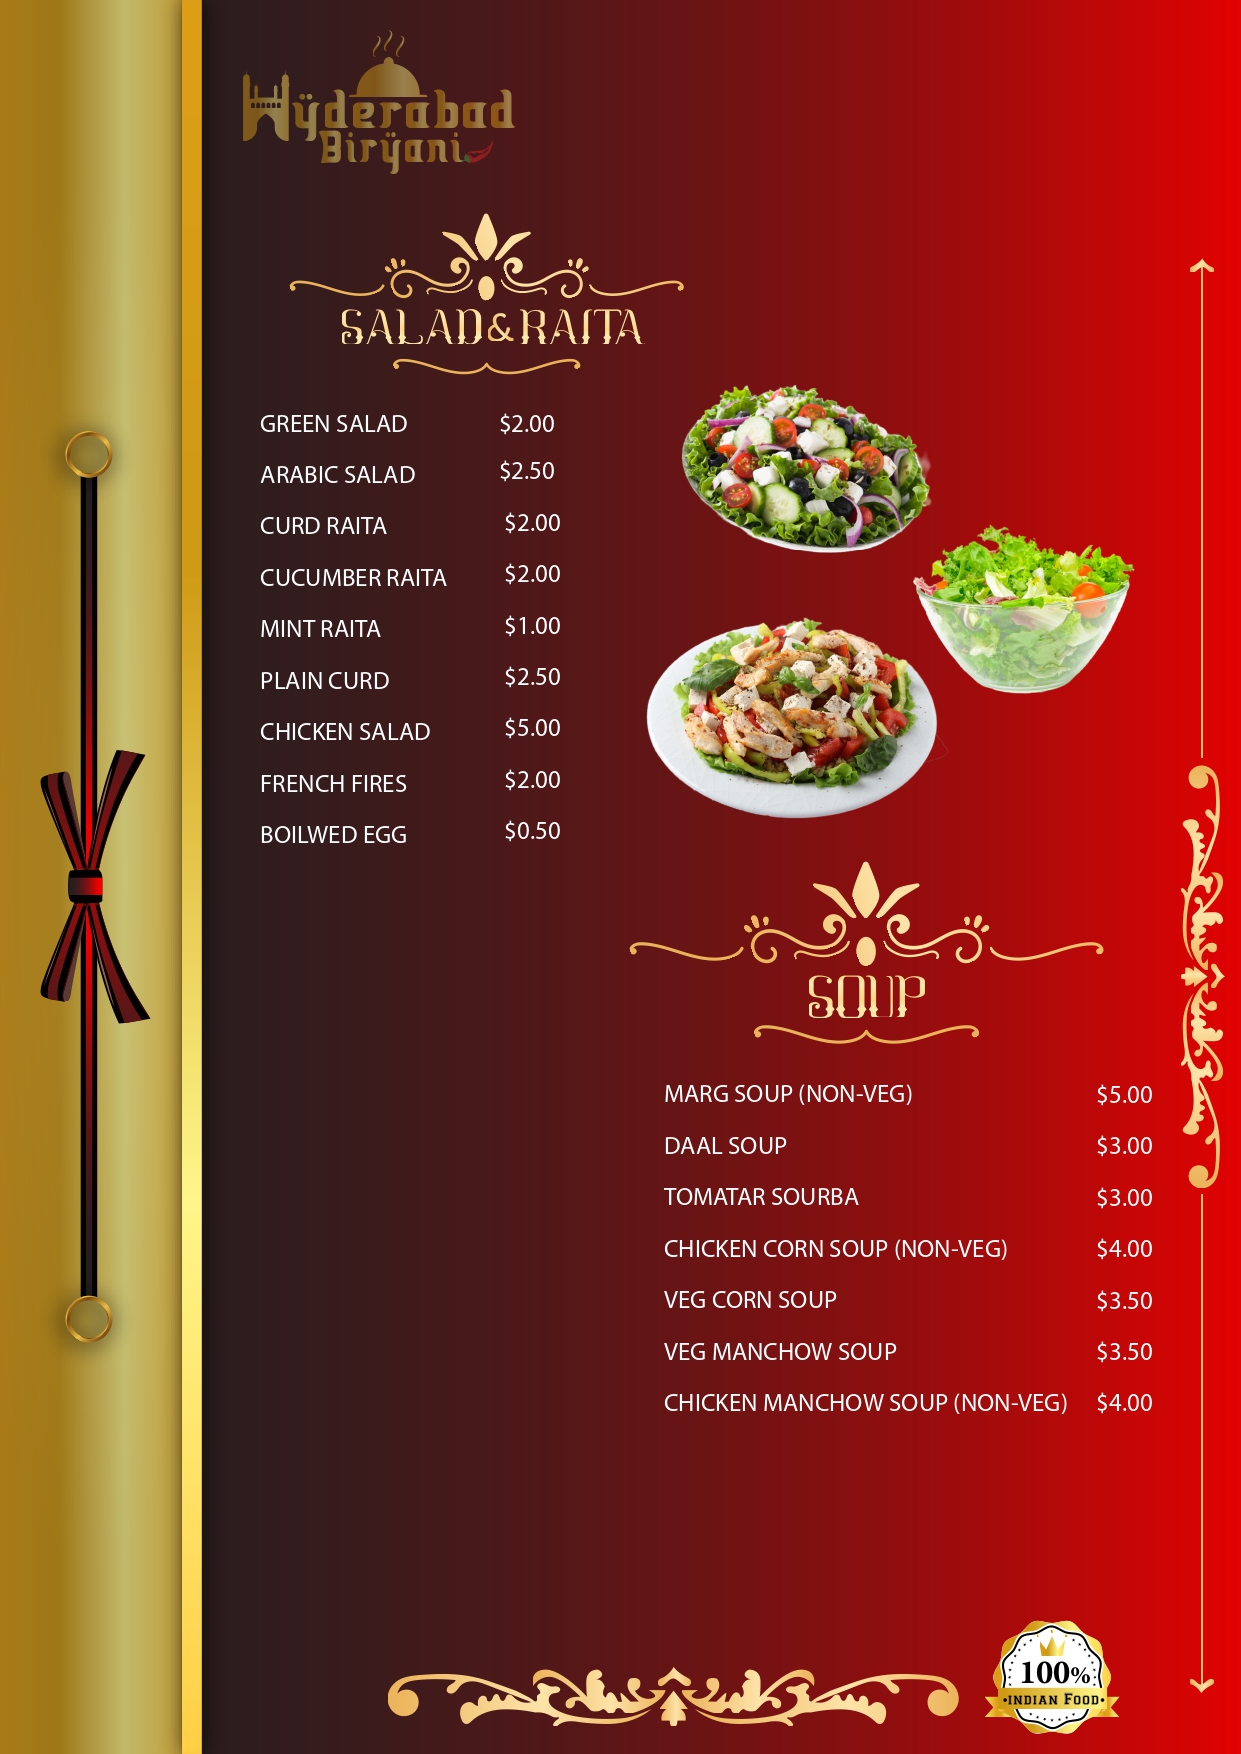 Hÿderabad
Birÿani
SALAD&RAITA
GREEN SALAD $2.00
ARABIC SALAD $2.50
CURD RAITA $2.00
CUCUMBER RAITA $2.00
MINT RAITA $1.00
PLAIN CURD $2.50
CHICKEN SALAD $5.00
FRENCH FIRES $2.00
BOILWED EGG $0.50
SOUP
MARG SOUP (NON-VEG) $5.00
DAAL SOUP $3.00
TOMATAR SOURBA $3.00
CHICKEN CORN SOUP (NON-VEG) $4.00
VEG CORN SOUP $3.50
VEG MANCHOW SOUP $3.50
CHICKEN MANCHOW SOUP (NON-VEG) $4.00
100%
•INDIAN FOOD•